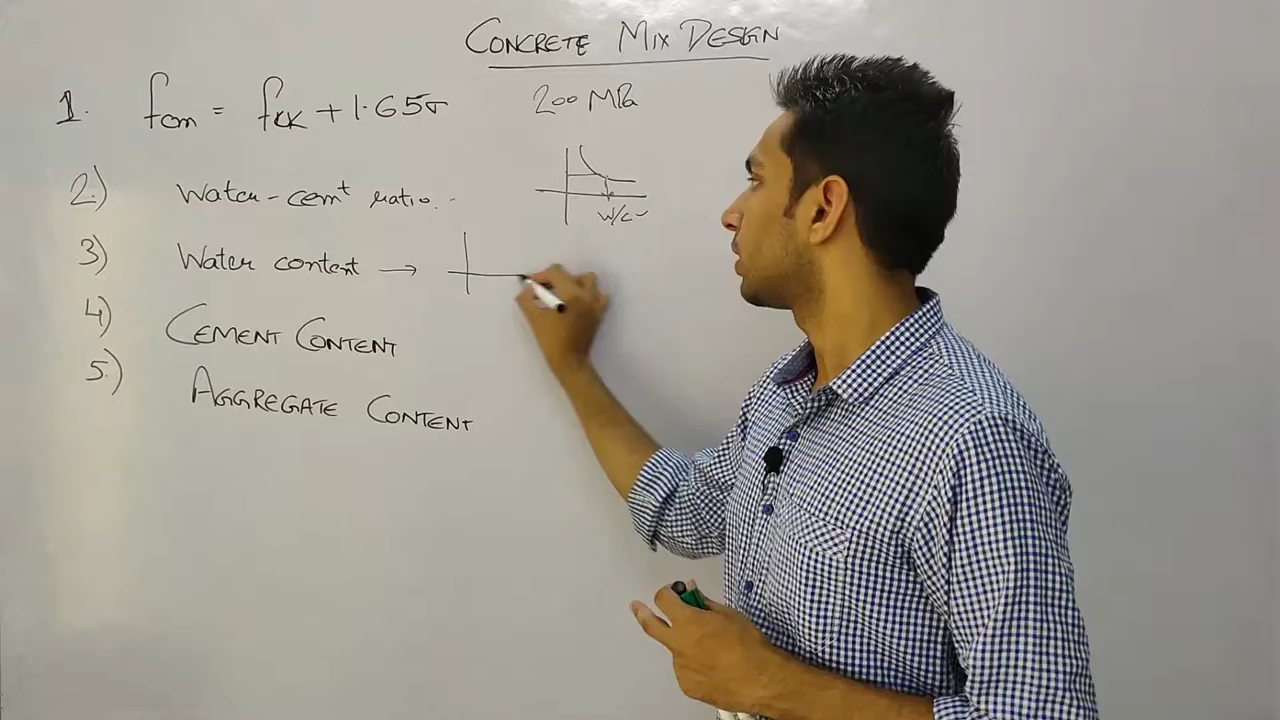 CONCRETE MIX DESIGN
1. fcm = fck + 1.65σ
200 MPa
2.) Water-cemt ratio.
W/C
3) Water content →
4) CEMENT CONTENT
5.) AGGREGATE CONTENT